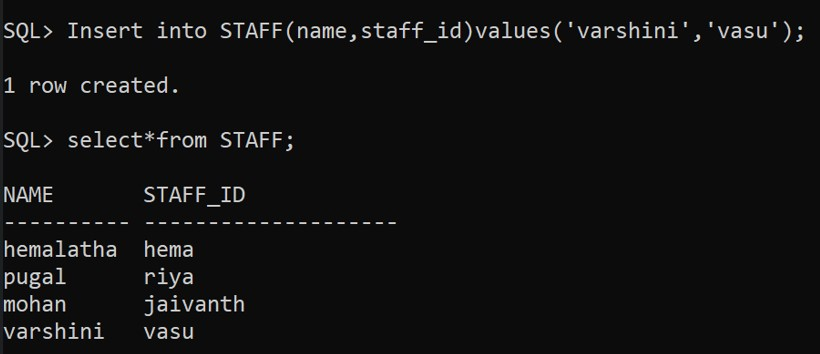 SQL> Insert into STAFF(name,staff_id)values('varshini','vasu');
1 row created.
SQL> select*from STAFF;
NAME       STAFF_ID
---------- --------------------
hemalatha  hema
pugal      riya
mohan      jaivanth
varshini   vasu